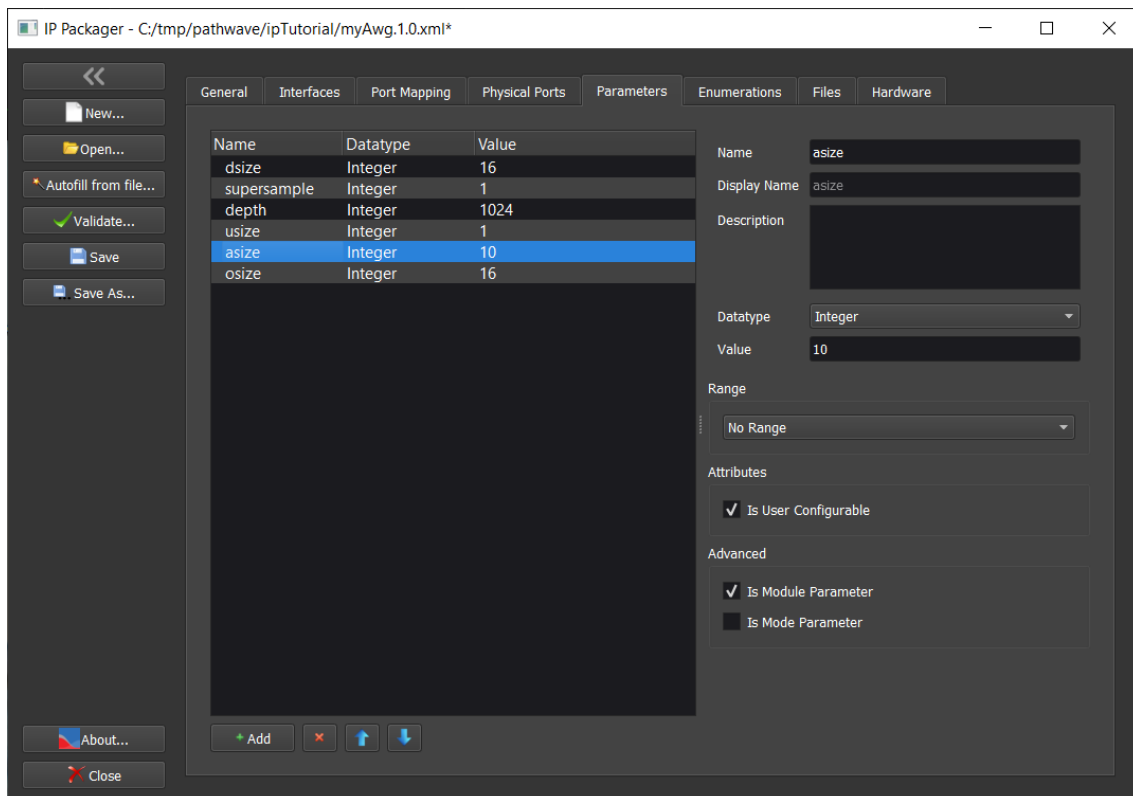 IP Packager - C:/tmp/pathwave/ipTutorial/myAwg.1.0.xml*
New...
Open...
Autofill from file...
Validate...
Save
Save As...
About...
Close
General Interfaces Port Mapping Physical Ports Parameters Enumerations Files Hardware
Name Datatype Value
dsize Integer 16
supersample Integer 1
depth Integer 1024
usize Integer 1
asize Integer 10
osize Integer 16
+ Add
Name asize
Display Name asize
Description
Datatype Integer
Value 10
Range
No Range
Attributes
Is User Configurable
Advanced
Is Module Parameter
Is Mode Parameter